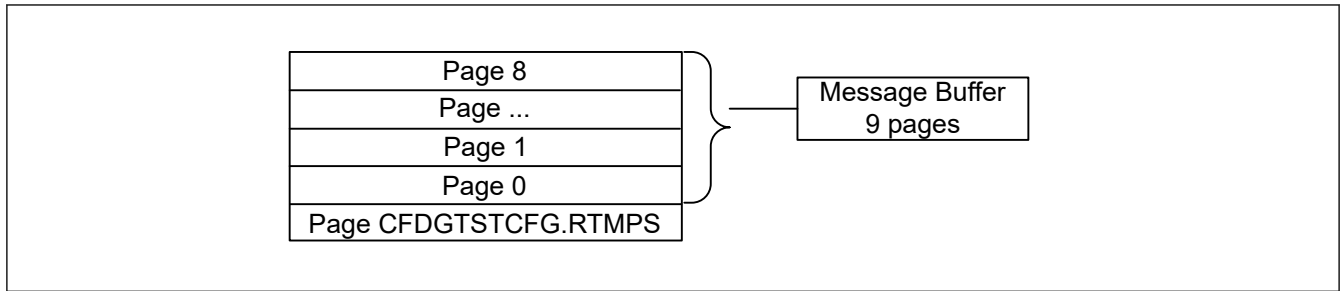 Page 8
Page ...
Page 1
Page 0
Page CFDGTSTCFG.RTMPS
Message Buffer
9 pages